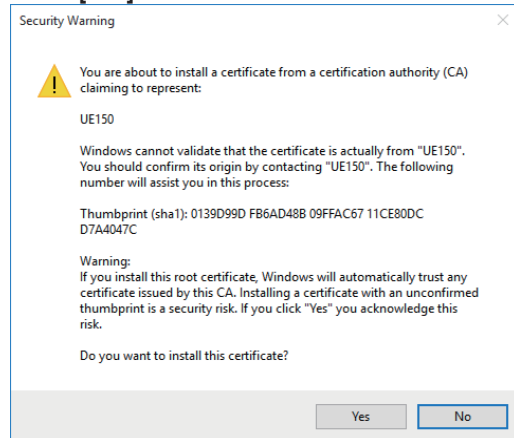 Security Warning
You are about to install a certificate from a certification authority (CA)
claiming to represent:
UE150
Windows cannot validate that the certificate is actually from "UE150".
You should confirm its origin by contacting "UE150". The following
number will assist you in this process:
Thumbprint (sha1): 0139D99D FB6AD48B 09FFAC67 11CE80DC
D7A4047C
Warning:
If you install this root certificate, Windows will automatically trust any
certificate issued by this CA. Installing a certificate with an unconfirmed
thumbprint is a security risk. If you click "Yes" you acknowledge this
risk.
Do you want to install this certificate?
Yes
No